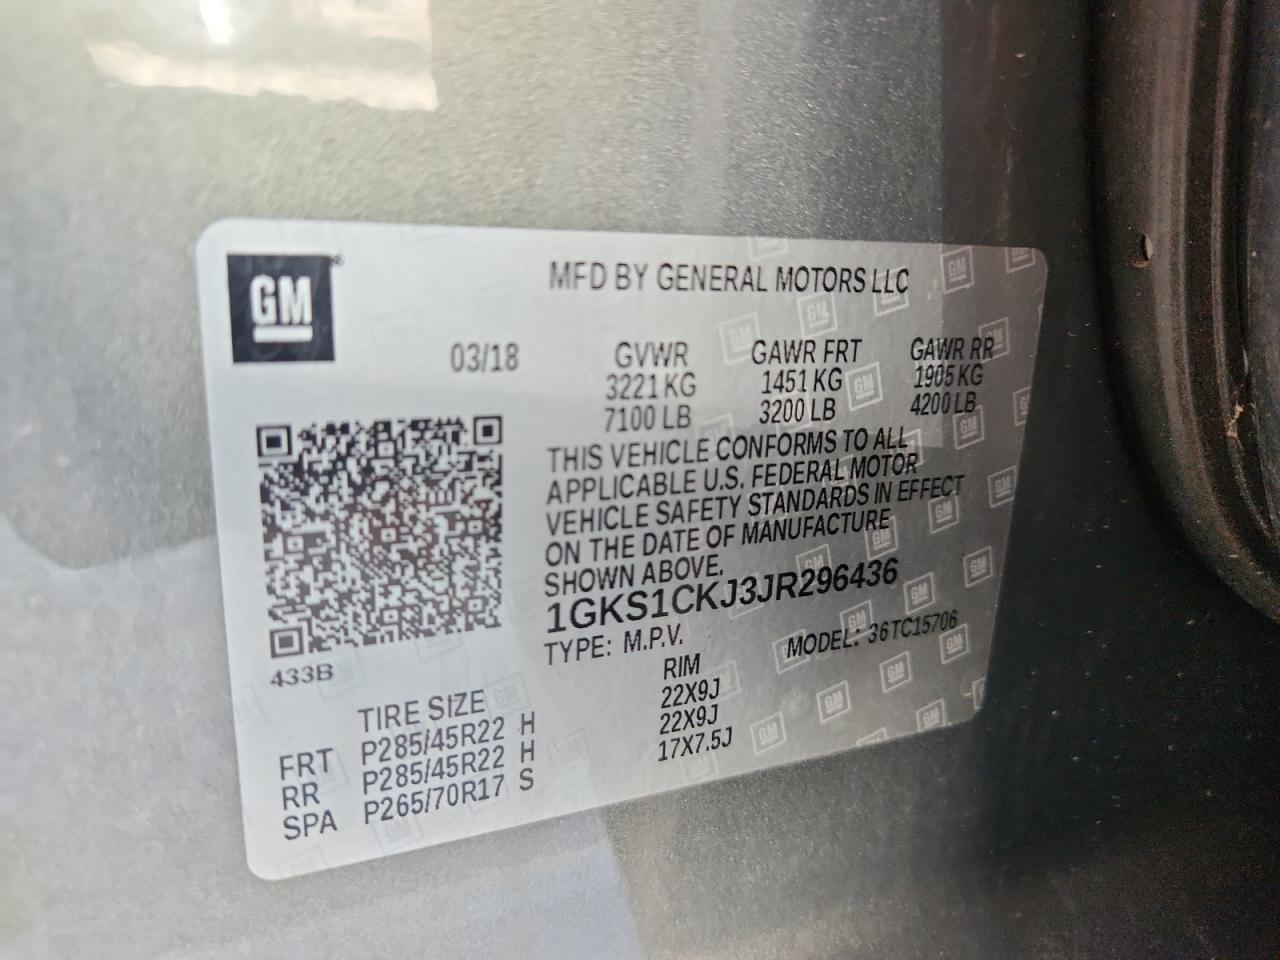 GM
MFD BY GENERAL MOTORS LLC
03/18 GVWR GAWR FRT GAWR RR
3221 KG 1451 KG 1905 KG
7100 LB 3200 LB 4200 LB
THIS VEHICLE CONFORMS TO ALL
APPLICABLE U.S. FEDERAL MOTOR
VEHICLE SAFETY STANDARDS IN EFFECT
ON THE DATE OF MANUFACTURE
SHOWN ABOVE.
1GKS1CKJ3JR296436
TYPE: M.P.V. MODEL: 36TC15706
433B
TIRE SIZE RIM
FRT P285/45R22 H 22X9J
RR P285/45R22 H 22X9J
SPA P265/70R17 S 17X7.5J